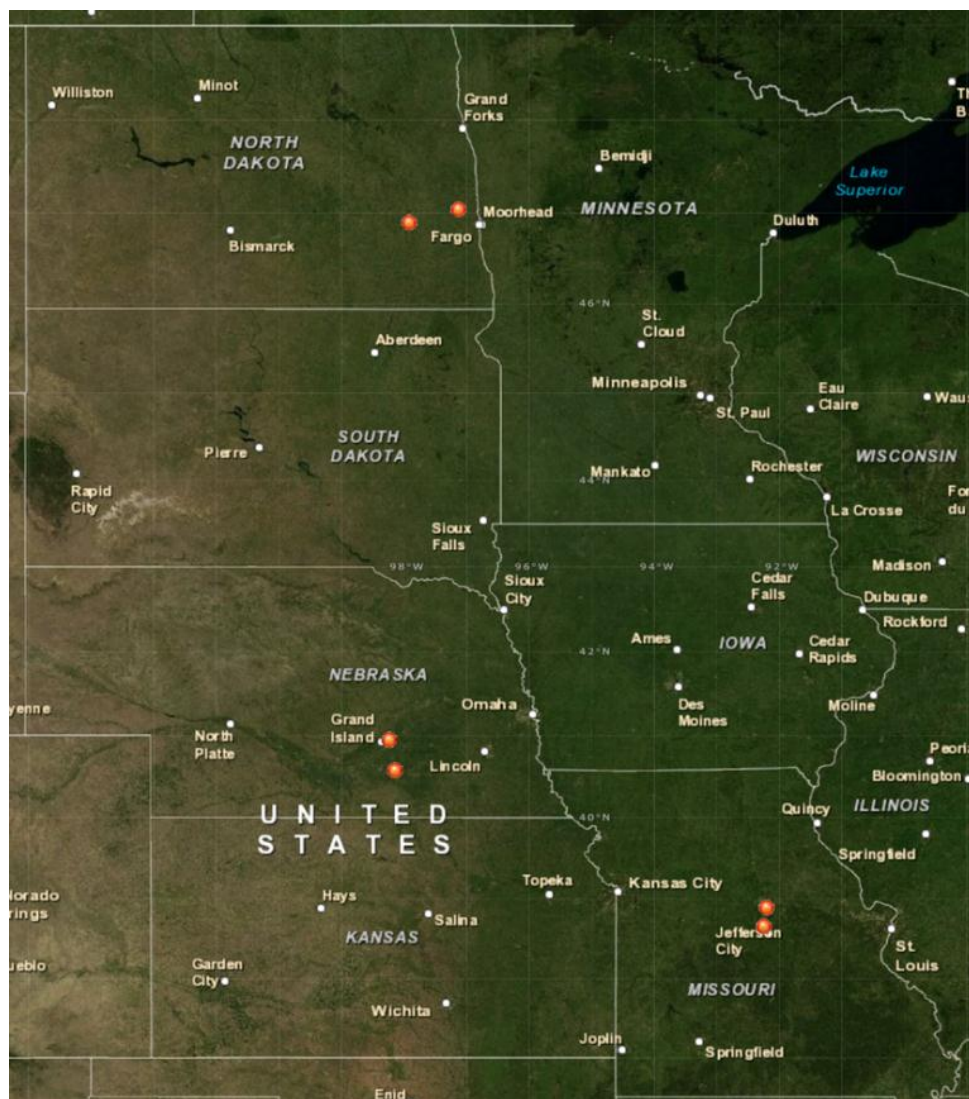 Williston
Minot
Grand
Forks
NORTH
DAKOTA
Bemidji
Lake
Superior
MINNESOTA
Moorhead
Duluth
Fargo
Bismarck
46°N
St.
Cloud
Aberdeen
Minneapolis
Eau
Claire
St. Paul
SOUTH
DAKOTA
Pierre
Mankato
Rochester
WISCONSIN
44°N
Rapid
City
La Crosse
Sioux
Falls
98°W
96°W
94°W
92°W
Madison
Sioux
City
Cedar
Falls
Dubuque
Rockford
Ames
IOWA
Cedar
Rapids
42°N
NEBRASKA
Omaha
Des
Moines
Moline
Grand
Island
North
Platte
Lincoln
Bloomington
UNITED
STATES
40°N
Quincy
ILLINOIS
Springfield
Topeka
Kansas City
Hays
Salina
KANSAS
Jefferson
City
St.
Louis
Garden
City
MISSOURI
Wichita
Joplin
Springfield
Enid